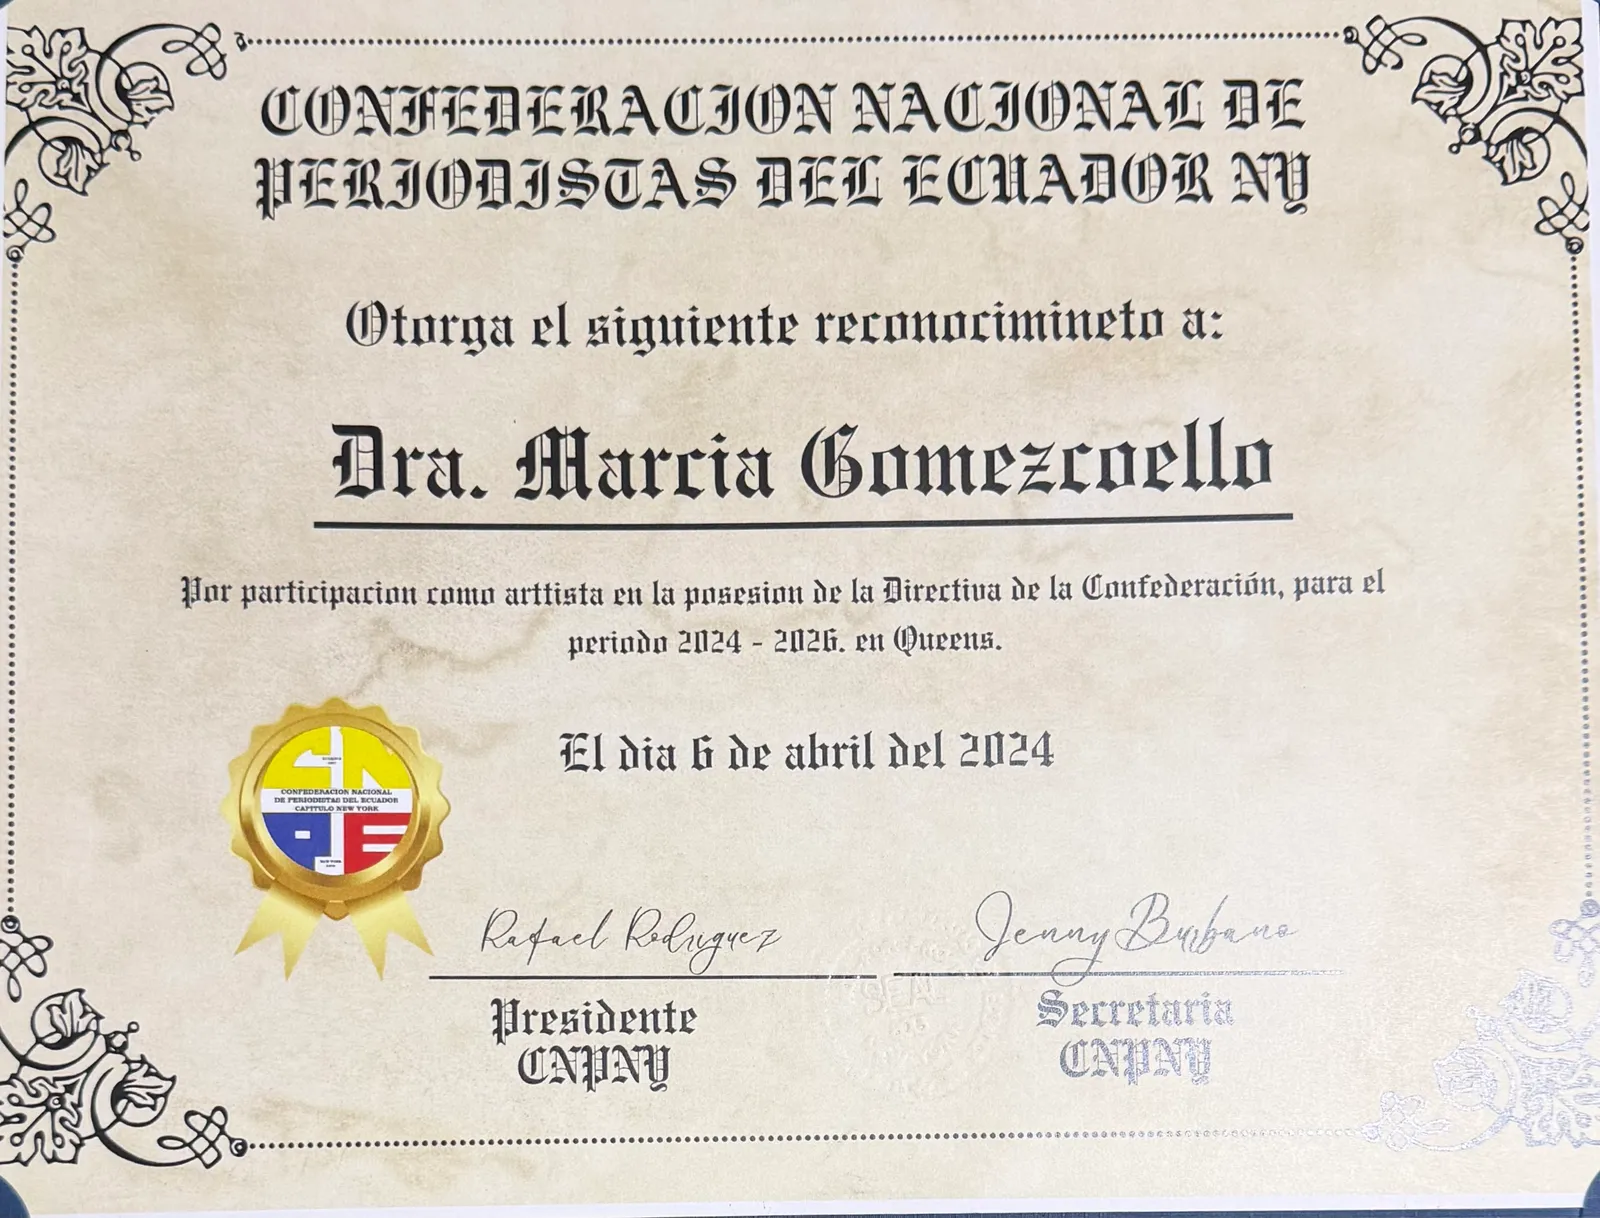 CONFEDERACION NACIONAL DE
PERIODISTAS DEL ECUADOR NY
Otorga el siguiente reconocimineto a:
Dra. Marcia Gomezcoello
Por participacion como arttista en la posesion de la Directiva de la Confederación, para el
periodo 2024 - 2026. en Queens.
El dia 6 de abril del 2024
CONFEDERACION NACIONAL
DE PERIODISTAS DEL ECUADOR
CAPITULO NEW YORK
NEW YORK
Rafael Rodriguez
Jenny Burbano
SEAL
Presidente
CNPNY
Secretaria
CNPNY